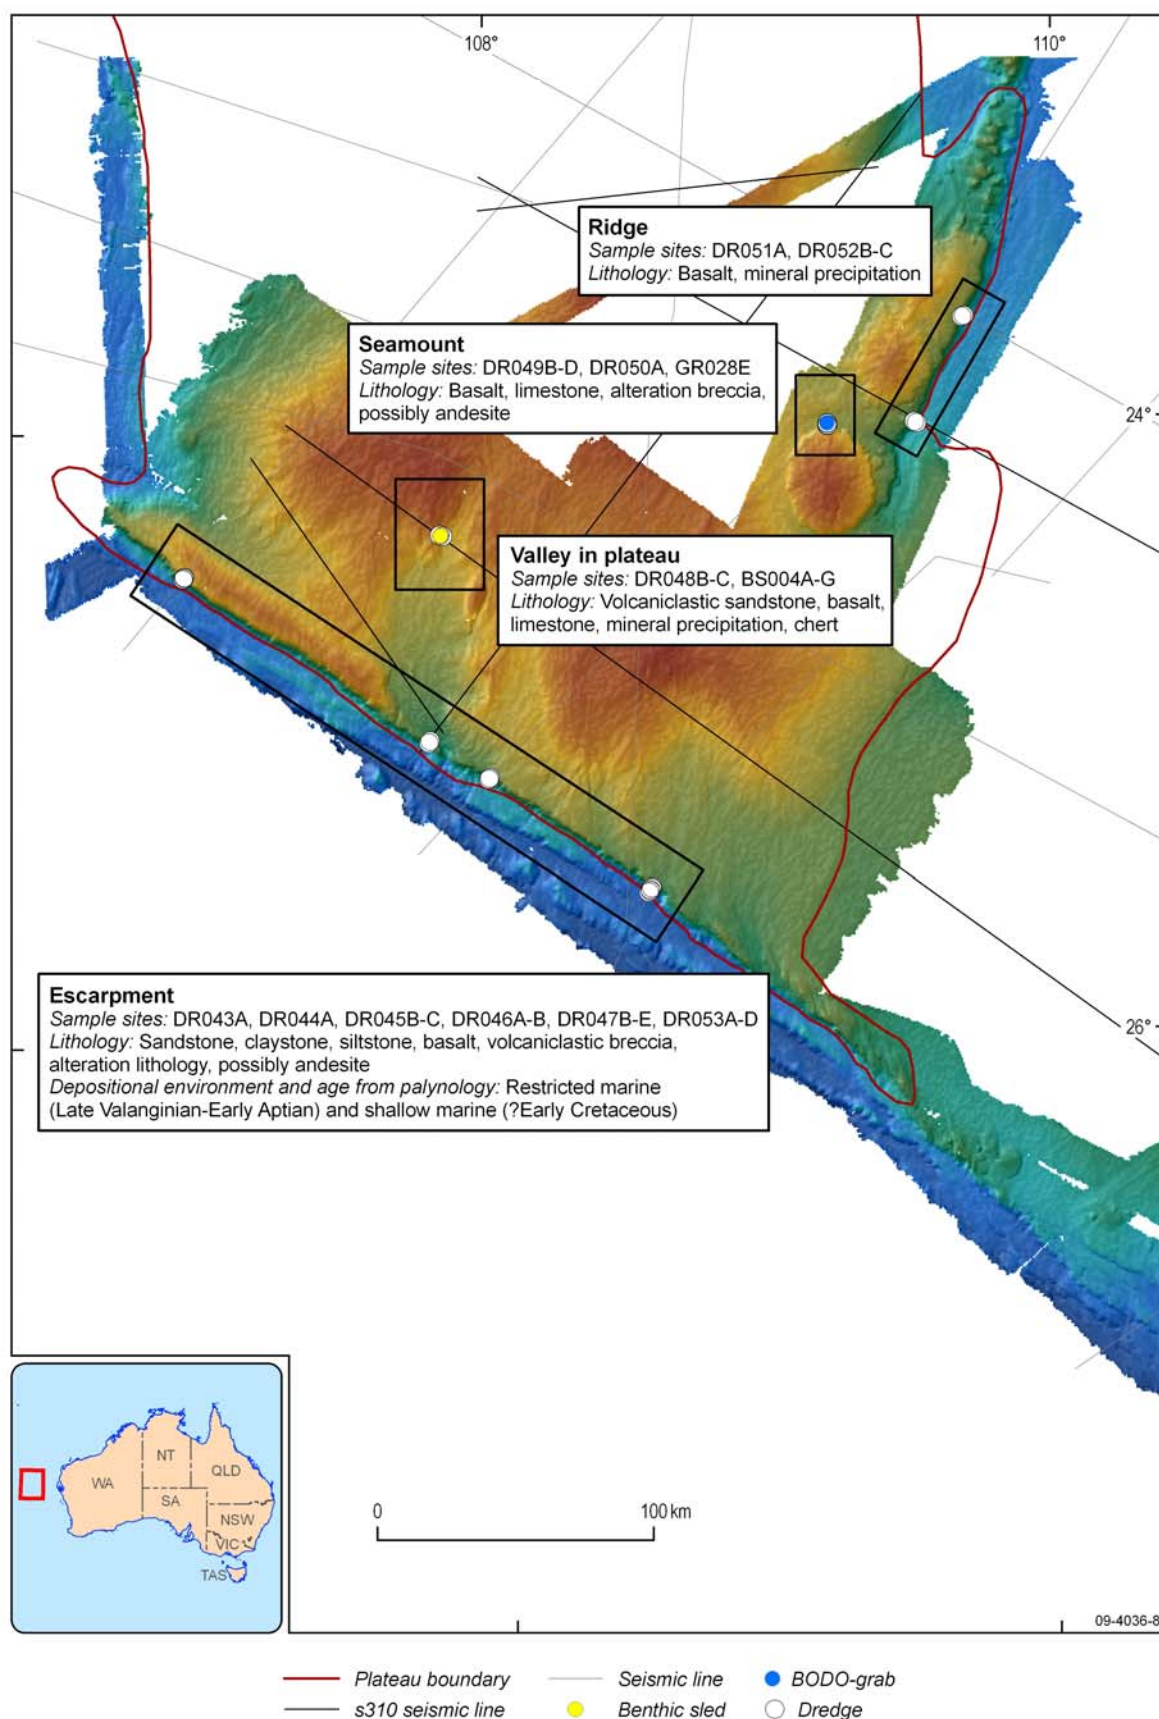 108°
110°
Ridge
Sample sites: DR051A, DR052B-C
Lithology: Basalt, mineral precipitation
Seamount
Sample sites: DR049B-D, DR050A, GR028E
Lithology: Basalt, limestone, alteration breccia,
possibly andesite
24°
Valley in plateau
Sample sites: DR048B-C, BS004A-G
Lithology: Volcaniclastic sandstone, basalt,
limestone, mineral precipitation, chert
Escarpment
Sample sites: DR043A, DR044A, DR045B-C, DR046A-B, DR047B-E, DR053A-D
Lithology: Sandstone, claystone, siltstone, basalt, volcaniclastic breccia,
alteration lithology, possibly andesite
Depositional environment and age from palynology: Restricted marine
(Late Valanginian-Early Aptian) and shallow marine (?Early Cretaceous)
26°
WA
NT
QLD
SA
NSW
VIC
TAS
0
100 km
09-4036-8
Plateau boundary
Seismic line
BODO-grab
s310 seismic line
Benthic sled
Dredge